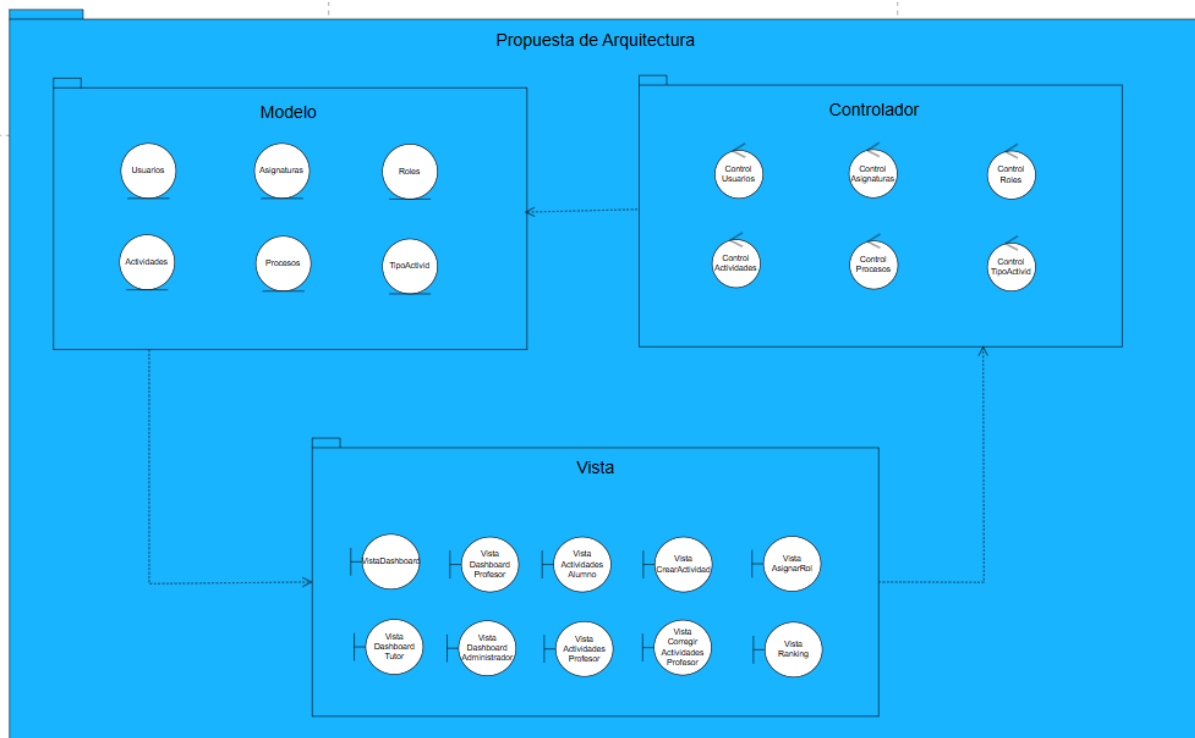 Propuesta de Arquitectura
Modelo
Usuarios
Asignaturas
Roles
Actividades
Procesos
TipoActivid
Controlador
Control
Usuarios
Control
Asignaturas
Control
Roles
Control
Actividades
Control
Procesos
Control
TipoActivid
Vista
VistaDashboard
Vista
Dashboard
Profesor
Vista
Actividades
Alumno
Vista
CrearActividad
Vista
AsignarRol
Vista
Dashboard
Tutor
Vista
Dashboard
Administrador
Vista
Actividades
Profesor
Vista
Corregir
Actividades
Profesor
Vista
Ranking